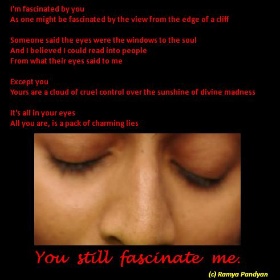 I'm fascinated by you
As one might be fascinated by the view from the edge of a cliff
Someone said the eyes were the windows to the soul
And I believed I could read into people
From what their eyes said to me
Except you
Yours are a cloud of cruel control over the sunshine of divine madness
It's all in your eyes
All you are, is a pack of charming lies
You still fascinate me.
(c) Ramya Pandyan